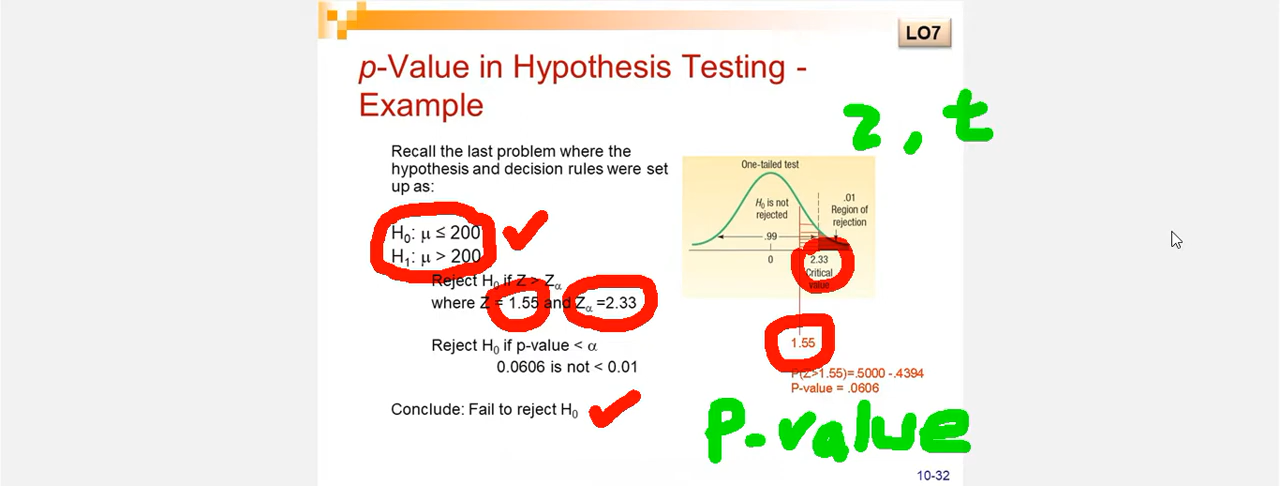 LO7
p-Value in Hypothesis Testing -
Example
z, t
Recall the last problem where the
hypothesis and decision rules were set
up as:
H₀: μ ≤ 200
H₁: μ > 200
Reject H₀ if Z > Zα
where Z = 1.55 and Zα =2.33
Reject H₀ if p-value < α
0.0606 is not < 0.01
Conclude: Fail to reject H₀
One-tailed test
H₀ is not
rejected
.01
Region of
rejection
.99
0
2.33
Critical
value
1.55
P(Z>1.55)=.5000 -.4394
P-value = .0606
P-value
10-32